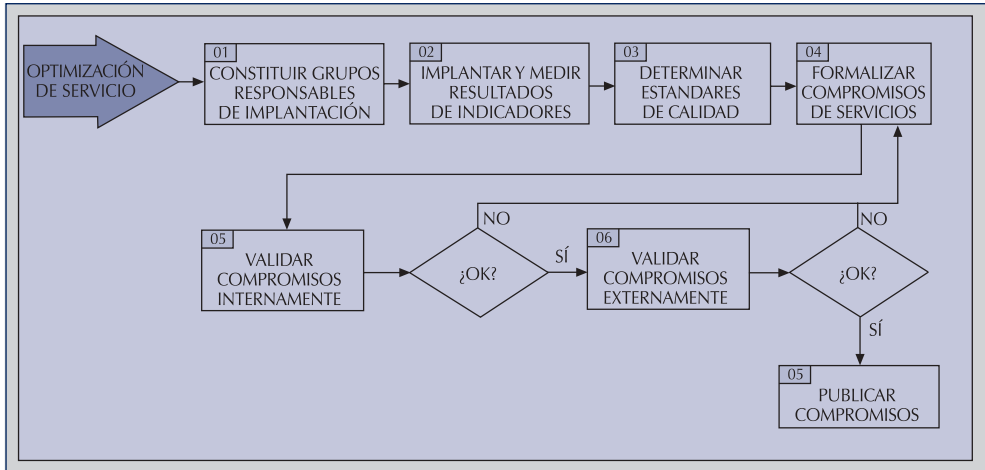 OPTIMIZACIÓN
DE SERVICIO
01
CONSTITUIR GRUPOS
RESPONSABLES
DE IMPLANTACIÓN
02
IMPLANTAR Y MEDIR
RESULTADOS
DE INDICADORES
03
DETERMINAR
ESTANDARES
DE CALIDAD
04
FORMALIZAR
COMPROMISOS
DE SERVICIOS
05
VALIDAR
COMPROMISOS
INTERNAMENTE
¿OK?
NO
SÍ
06
VALIDAR
COMPROMISOS
EXTERNAMENTE
¿OK?
NO
SÍ
05
PUBLICAR
COMPROMISOS